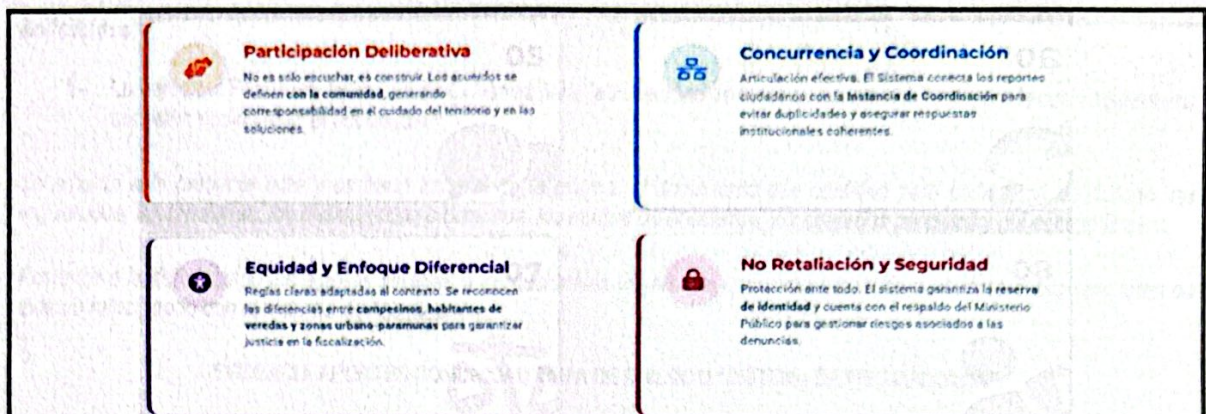 Participación Deliberativa
No es solo escuchar, es construir. Los acuerdos se
definen con la comunidad, generando
corresponsabilidad en el cuidado del territorio y en las
soluciones.
Concurrencia y Coordinación
Articulación efectiva. El Sistema conecta los reportes
ciudadanos con la Instancia de Coordinación para
evitar duplicidades y asegurar respuestas
institucionales coherentes.
Equidad y Enfoque Diferencial
Reglas claras adaptadas al contexto. Se reconocen
las diferencias entre campesinos, habitantes de
veredas y zonas urbano-paramunas para garantizar
justicia en la fiscalización.
No Retaliación y Seguridad
Protección ante todo. El sistema garantiza la reserva
de identidad y cuenta con el respaldo del Ministerio
Público para gestionar riesgos asociados a las
denuncias.